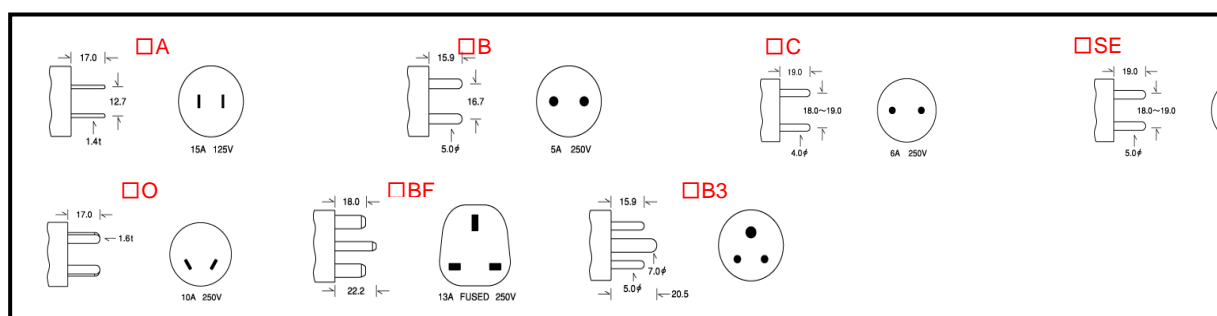 □A
17.0
12.7
1.4t
15A 125V
□B
15.9
16.7
5.0φ
5A 250V
□C
19.0
18.0~19.0
4.0φ
6A 250V
□SE
19.0
18.0~19.0
5.0φ
□O
17.0
1.6t
10A 250V
□BF
18.0
22.2
13A FUSED 250V
□B3
15.9
7.0φ
5.0φ
20.5